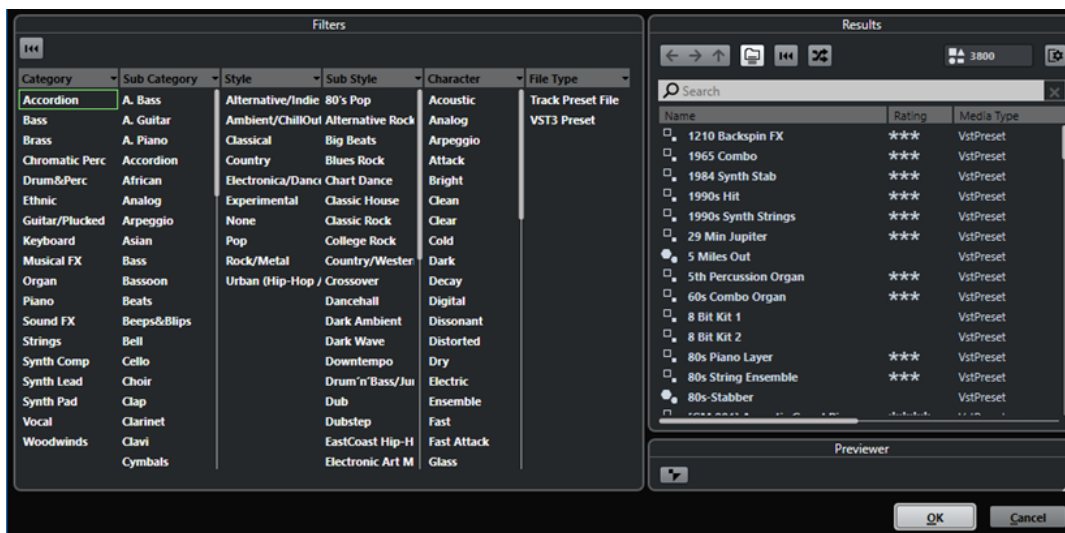 Filters
Category Sub Category Style Sub Style Character File Type
Accordion A. Bass Alternative/Indie 80's Pop Acoustic Track Preset File
Bass A. Guitar Ambient/ChillOut Alternative Rock Analog VST3 Preset
Brass A. Piano Classical Big Beats Arpeggio
Chromatic Perc Accordion Country Blues Rock Attack
Drum&Perc African Electronica/Dance Chart Dance Bright
Ethnic Analog Experimental Classic House Clean
Guitar/Plucked Arpeggio None Classic Rock Clear
Keyboard Asian Pop College Rock Cold
Musical FX Bass Rock/Metal Country/Wester Dark
Organ Bassoon Urban (Hip-Hop / Crossover Decay
Piano Beats Dancehall Digital
Sound FX Beeps&Blips Dark Ambient Dissonant
Strings Bell Dark Wave Distorted
Synth Comp Cello Downtempo Dry
Synth Lead Choir Drum´n´Bass/Jun Electric
Synth Pad Clap Dub Ensemble
Vocal Clarinet Dubstep Fast
Woodwinds Clavi EastCoast Hip-H Fast Attack
Cymbals Electronic Art M Glass
Results
3800
Search
Name Rating Media Type
1210 Backspin FX *** VstPreset
1965 Combo *** VstPreset
1984 Synth Stab *** VstPreset
1990s Hit *** VstPreset
1990s Synth Strings *** VstPreset
29 Min Jupiter *** VstPreset
5 Miles Out VstPreset
5th Percussion Organ *** VstPreset
60s Combo Organ *** VstPreset
8 Bit Kit 1 VstPreset
8 Bit Kit 2 VstPreset
80s Piano Layer *** VstPreset
80s String Ensemble *** VstPreset
80s-Stabber VstPreset
Previewer
OK Cancel